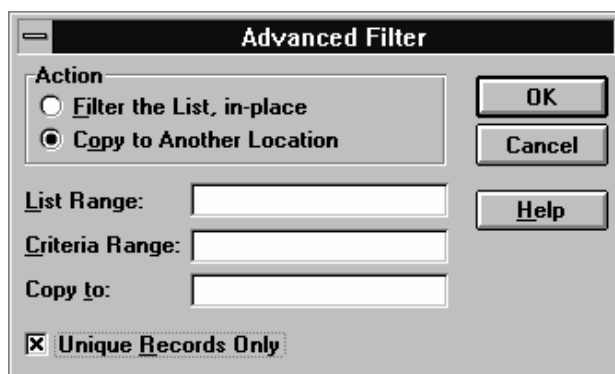 Advanced Filter
Action
Filter the List, in-place
Copy to Another Location
OK
Cancel
List Range:
Help
Criteria Range:
Copy to:
Unique Records Only